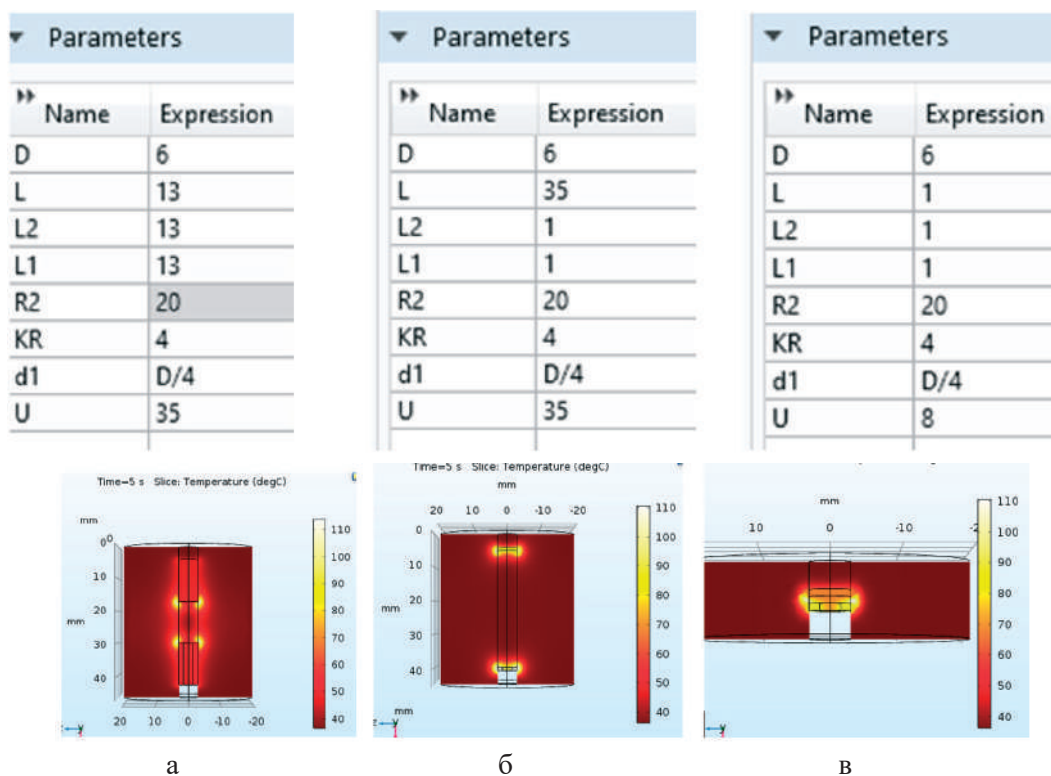 Parameters
Name Expression
D 6
L 13
L2 13
L1 13
R2 20
KR 4
d1 D/4
U 35
Parameters
Name Expression
D 6
L 35
L2 1
L1 1
R2 20
KR 4
d1 D/4
U 35
Parameters
Name Expression
D 6
L 1
L2 1
L1 1
R2 20
KR 4
d1 D/4
U 8
Time=5 s Slice: Temperature (degC)
mm
0
10
20
mm
30
40
20 10 0 -10 -20
y
110
100
90
80
70
60
50
40
Time=5 s Slice: Temperature (degC)
mm
20 10 0 -10 -20
0
10
20
mm
30
40
mm
z y
110
100
90
80
70
60
50
40
mm
10 0 -10
y
110
100
90
80
70
60
50
40
а б в